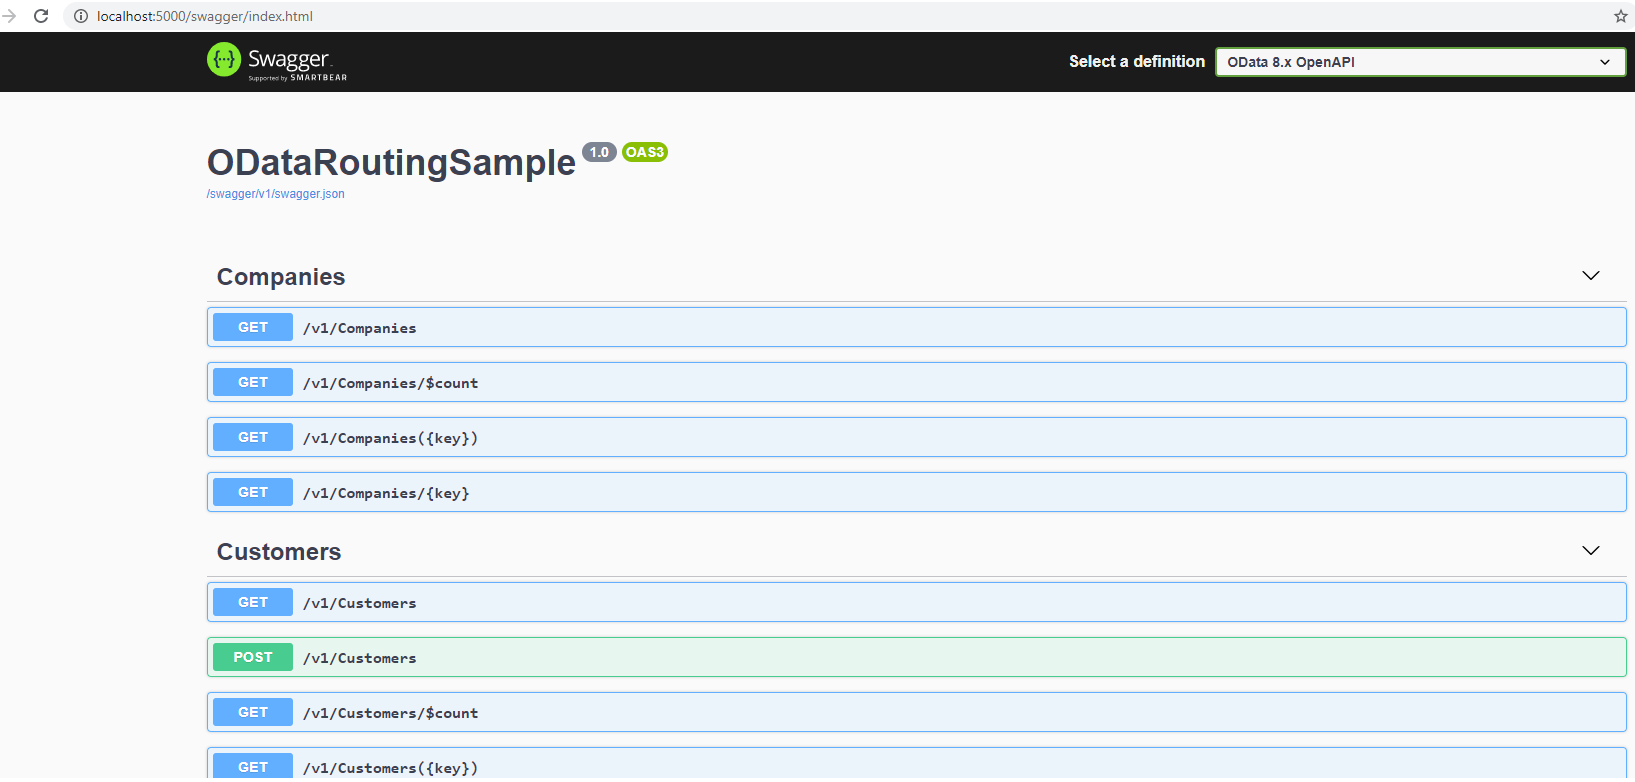 localhost:5000/swagger/index.html
{···} Swagger.
Supported by SMARTBEAR
Select a definition OData 8.x OpenAPI
ODataRoutingSample 1.0 OAS3
/swagger/v1/swagger.json
Companies
GET /v1/Companies
GET /v1/Companies/$count
GET /v1/Companies({key})
GET /v1/Companies/{key}
Customers
GET /v1/Customers
POST /v1/Customers
GET /v1/Customers/$count
GET /v1/Customers({key})